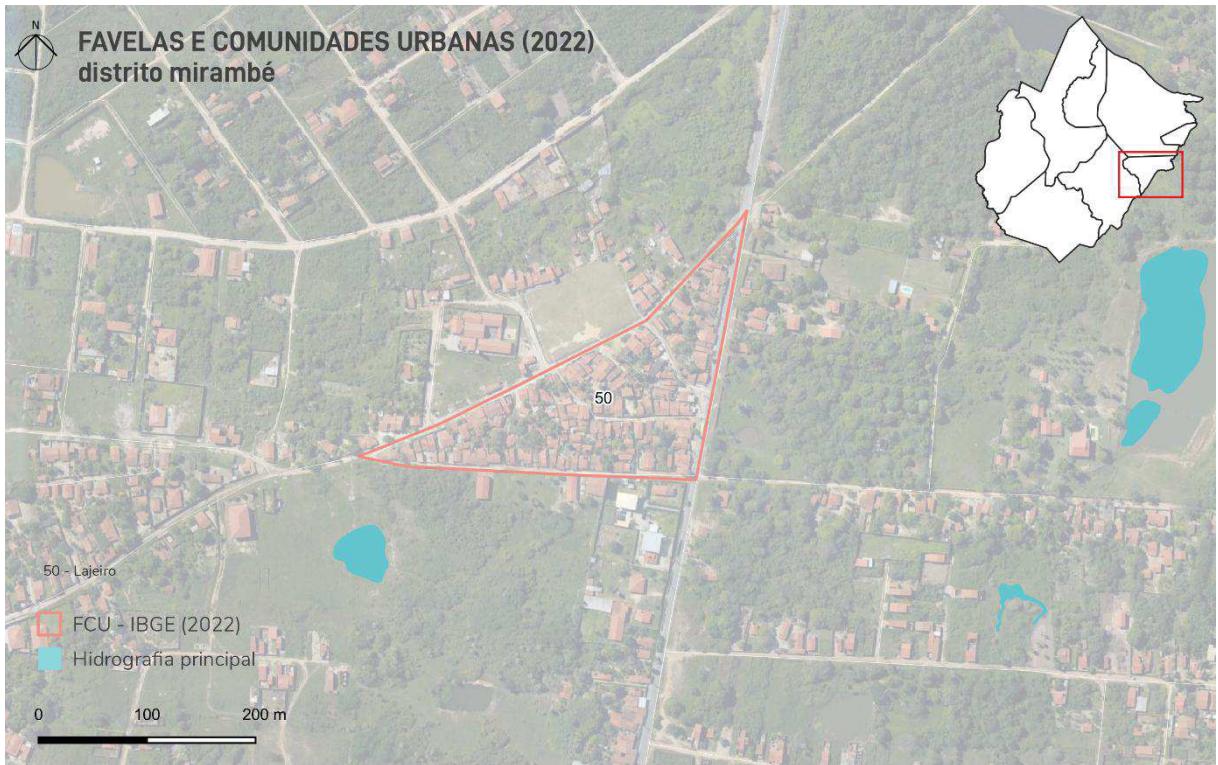 N
FAVELAS E COMUNIDADES URBANAS (2022)
distrito mirambé
50
50 - Lajeiro
FCU - IBGE (2022)
Hidrografia principal
0 100 200 m